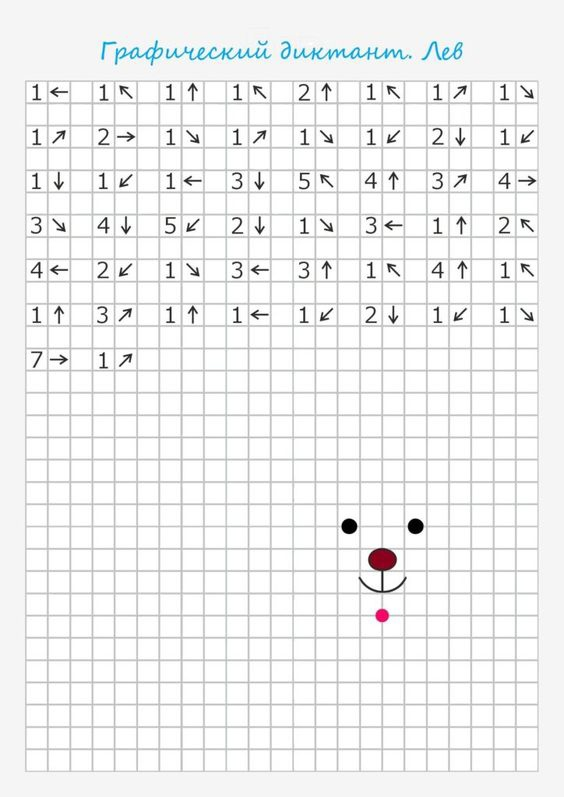 Графический диктант. Лев
1 ← 1 ↖ 1 ↑ 1 ↖ 2 ↑ 1 ↖ 1 ↗ 1 ↘
1 ↗ 2 → 1 ↘ 1 ↗ 1 ↘ 1 ↙ 2 ↓ 1 ↙
1 ↓ 1 ↙ 1 ← 3 ↓ 5 ↖ 4 ↑ 3 ↗ 4 →
3 ↘ 4 ↓ 5 ↙ 2 ↓ 1 ↘ 3 ← 1 ↑ 2 ↖
4 ← 2 ↙ 1 ↘ 3 ← 3 ↑ 1 ↖ 4 ↑ 1 ↖
1 ↑ 3 ↗ 1 ↑ 1 ← 1 ↙ 2 ↓ 1 ↙ 1 ↘
7 → 1 ↗